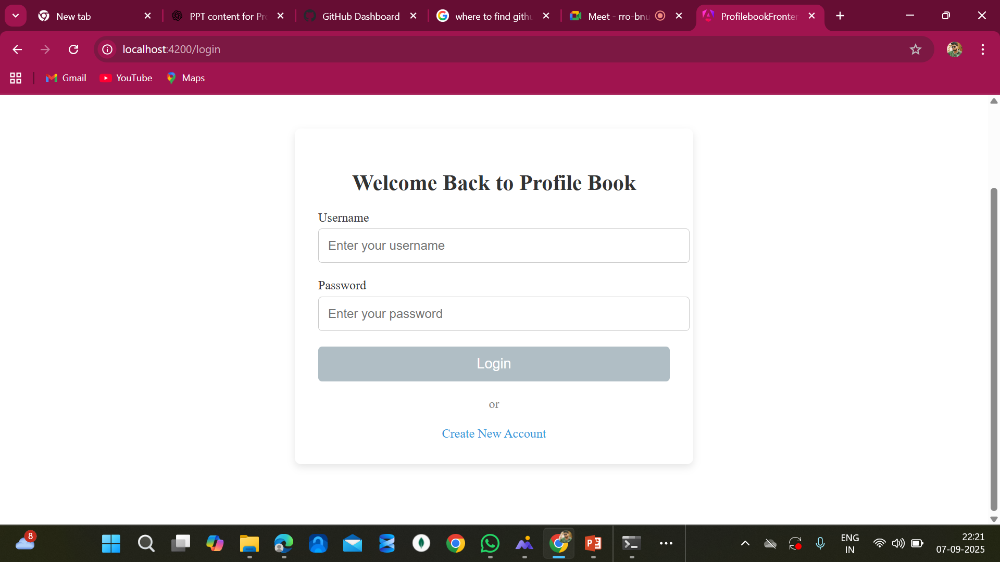 New tab
PPT content for Pro
GitHub Dashboard
where to find githu
Meet - rro-bnu
ProfilebookFronten
localhost:4200/login
Gmail
YouTube
Maps
Welcome Back to Profile Book
Username
Enter your username
Password
Enter your password
Login
or
Create New Account
8
ENG
IN
22:21
07-09-2025